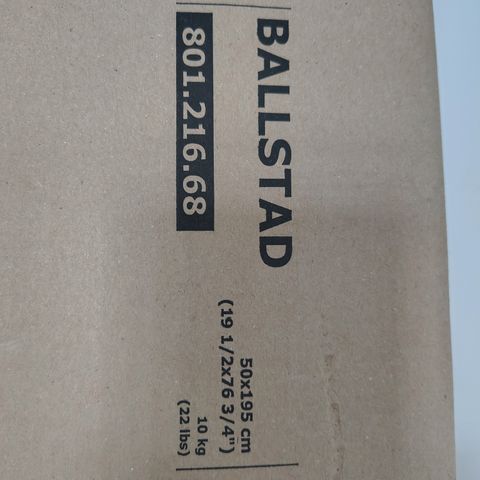 BALLSTAD
801.216.68
50x195 cm
(19 1/2x76 3/4")
10 kg
(22 lbs)